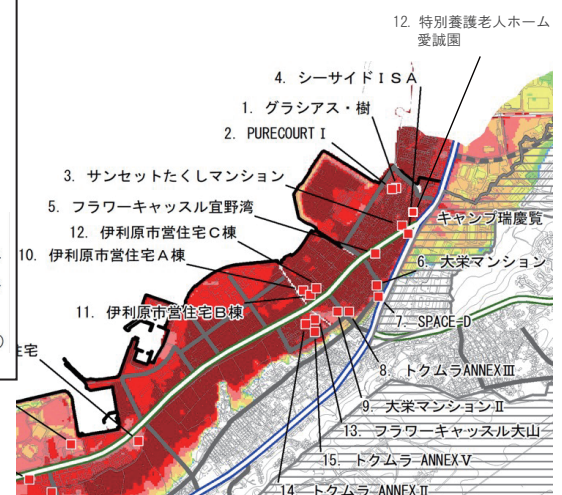 12. 特別養護老人ホーム
愛誠園
4. シーサイドＩＳＡ
1. グラシアス・樹
2. PURECOURT I
3. サンセットたくしマンション
5. フラワーキャッスル宜野湾
キャンプ瑞慶覧
12. 伊利原市営住宅Ｃ棟
10. 伊利原市営住宅Ａ棟
6. 大栄マンション
11. 伊利原市営住宅Ｂ棟
7. SPACE-D
住宅
8. トクムラANNEXⅢ
9. 大栄マンションⅡ
13. フラワーキャッスル大山
15. トクムラ ANNEXⅤ
14. トクムラ ANNEXⅡ